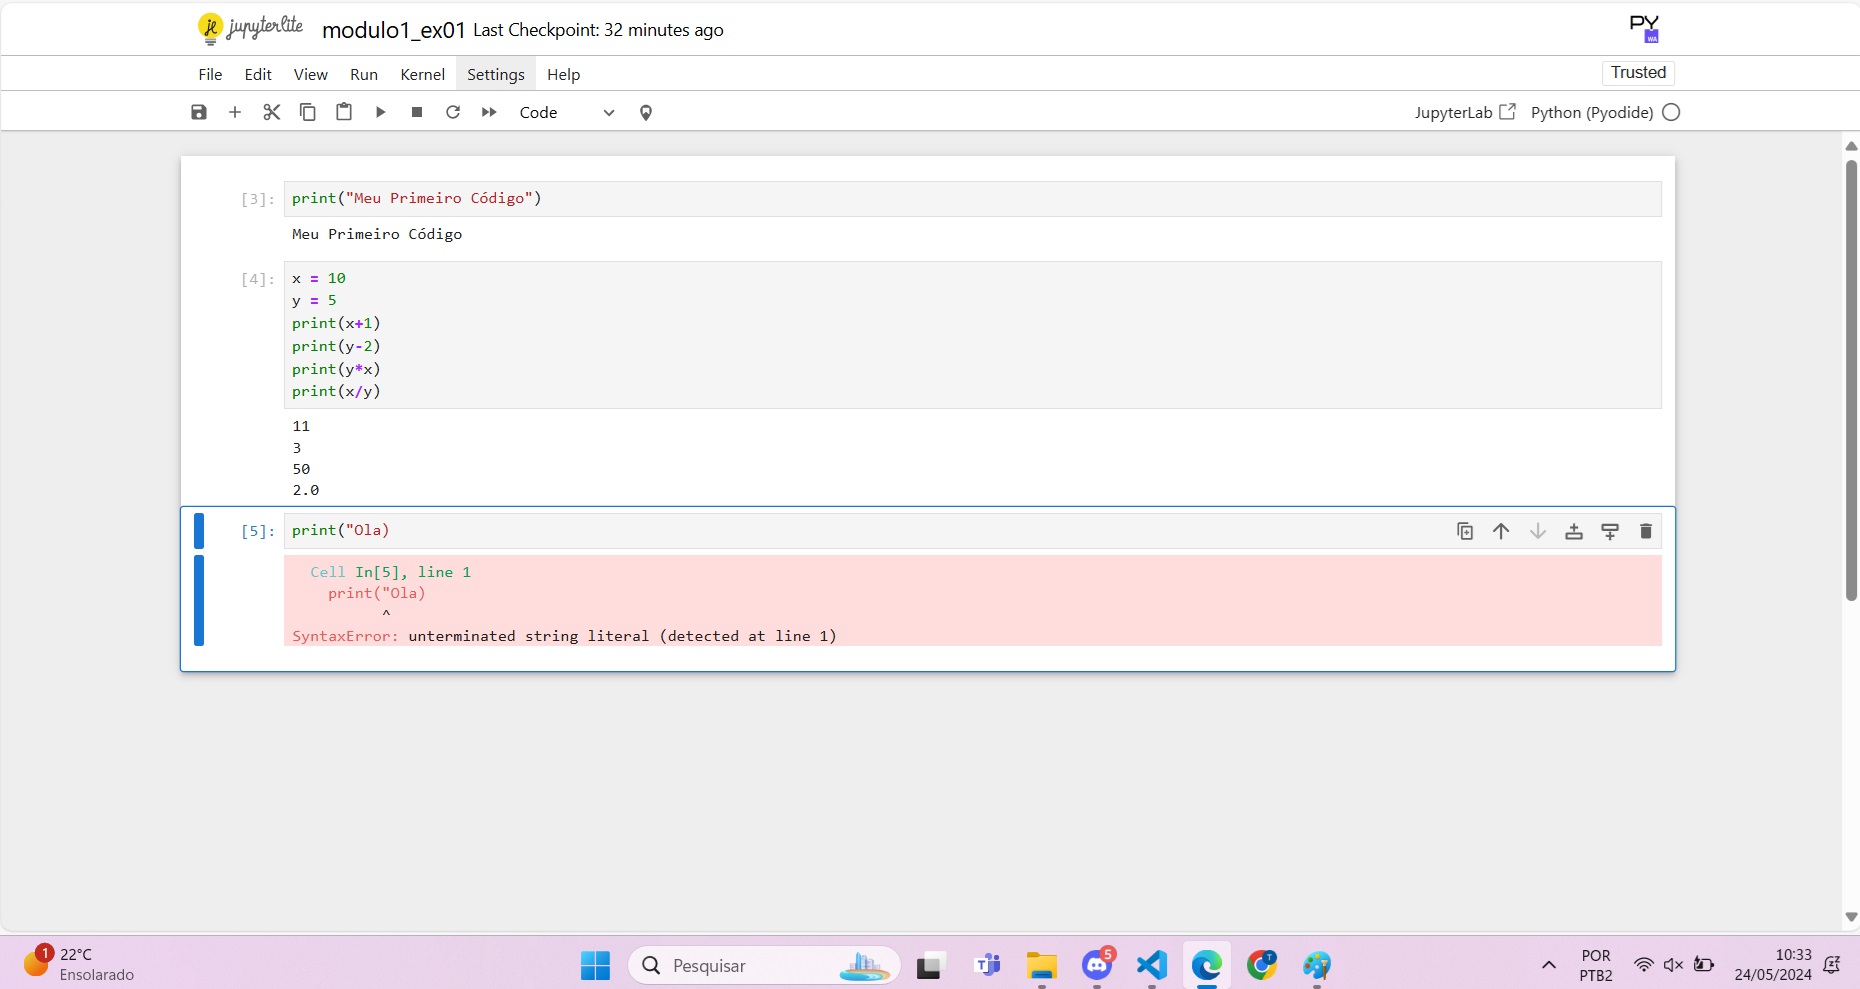 jupyterlite modulo1_ex01 Last Checkpoint: 32 minutes ago PY WA
File Edit View Run Kernel Settings Help Trusted
Code JupyterLab Python (Pyodide)
[3]: print("Meu Primeiro Código")
Meu Primeiro Código
[4]: x = 10
y = 5
print(x+1)
print(y-2)
print(y*x)
print(x/y)
11
3
50
2.0
[5]: print("Ola)
Cell In[5], line 1
print("Ola)
^
SyntaxError: unterminated string literal (detected at line 1)
1 22°C
Ensolarado
Pesquisar
5
T
POR
PTB2
10:33
24/05/2024